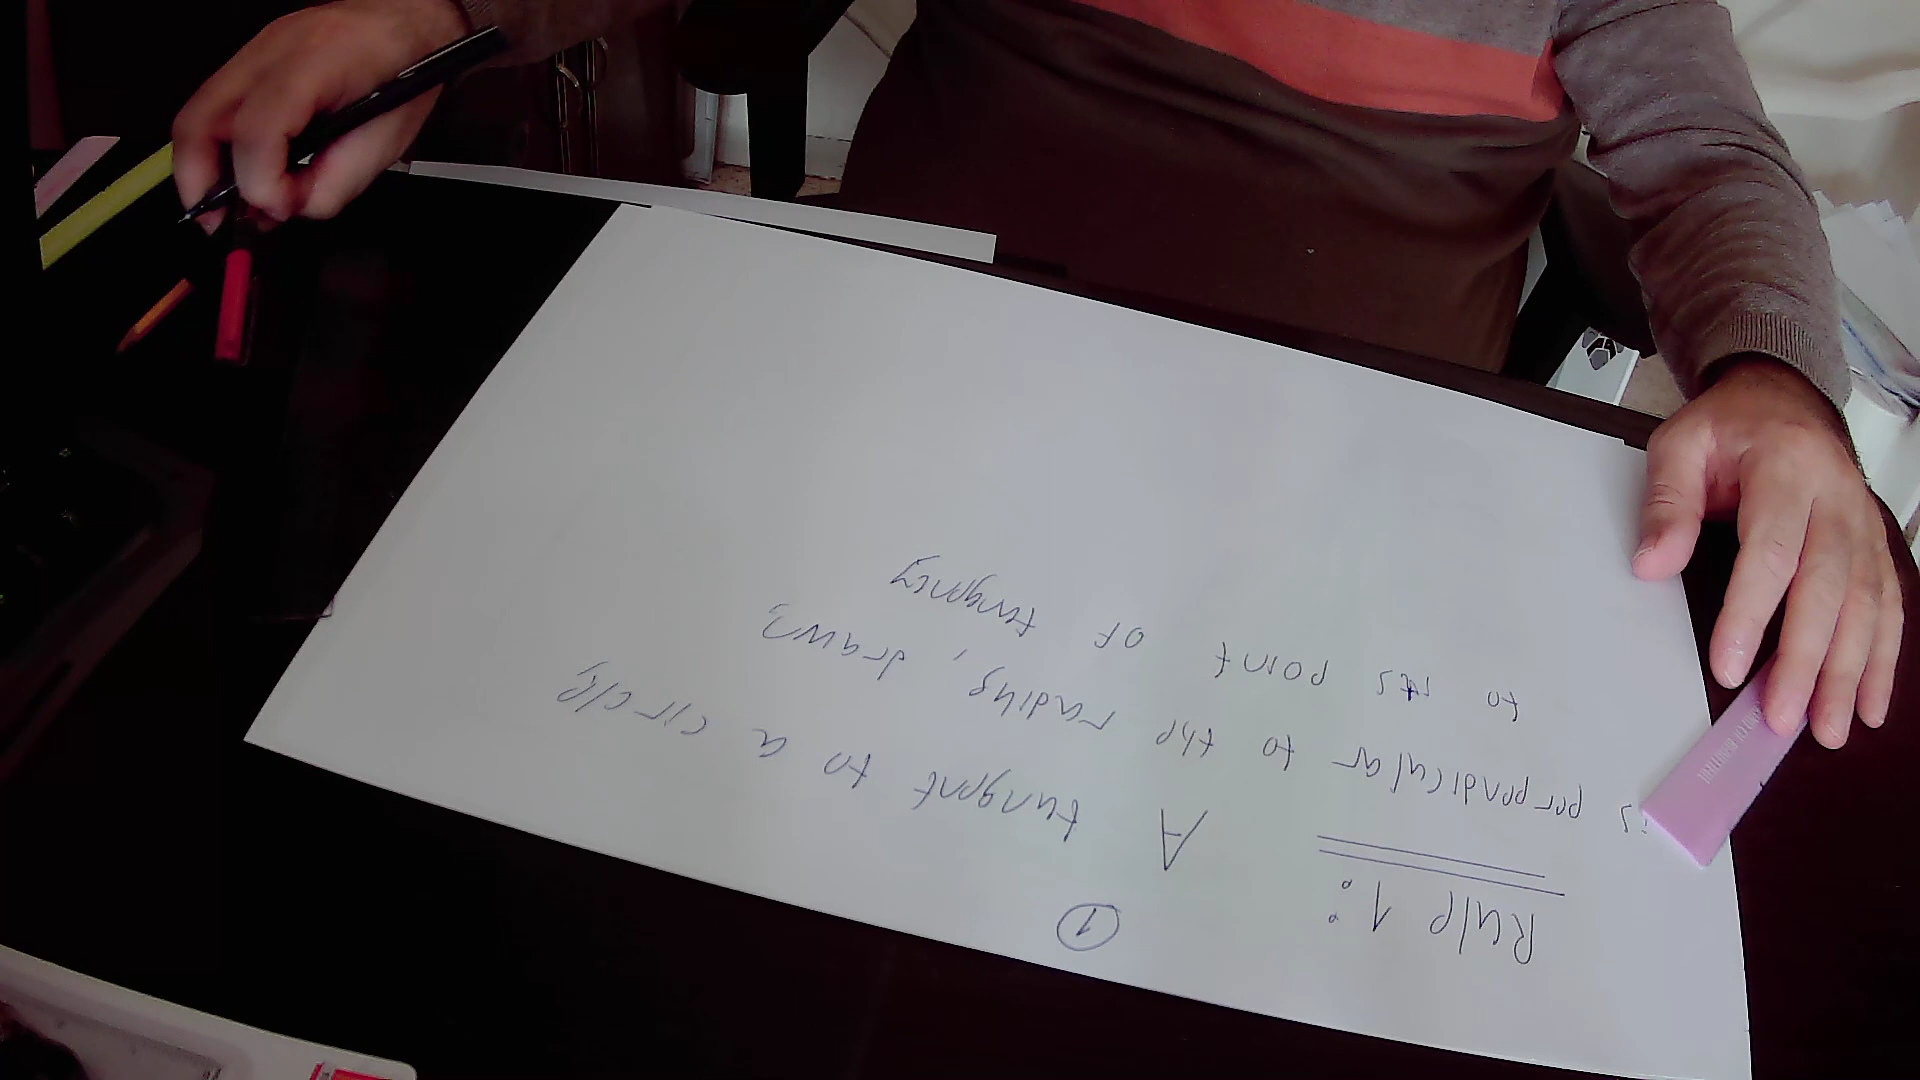 ①
Rule 1:
A tangent to a circle
is perpendicular to the radius, drawn
to its point of tangency